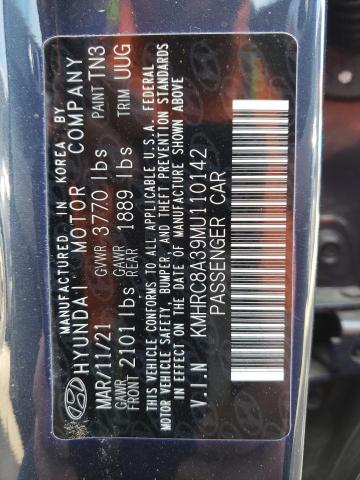 MANUFACTURED IN KOREA BY
HYUNDAI MOTOR COMPANY
MAR/11/21 GVWR 3770 lbs PAINT TN3
GAWR 2101 lbs GAWR REAR 1889 lbs TRIM UUG
THIS VEHICLE CONFORMS TO ALL APPLICABLE U.S.A. FEDERAL
MOTOR VEHICLE SAFETY, BUMPER, AND THEFT PREVENTION STANDARDS
IN EFFECT ON THE DATE OF MANUFACTURE SHOWN ABOVE
V.I.N KMHRC8A39MU110142
PASSENGER CAR